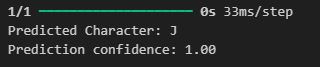 1/1 ━━━━━━━━━━━━━━━━━━━━ 0s 33ms/step
Predicted Character: J
Prediction confidence: 1.00